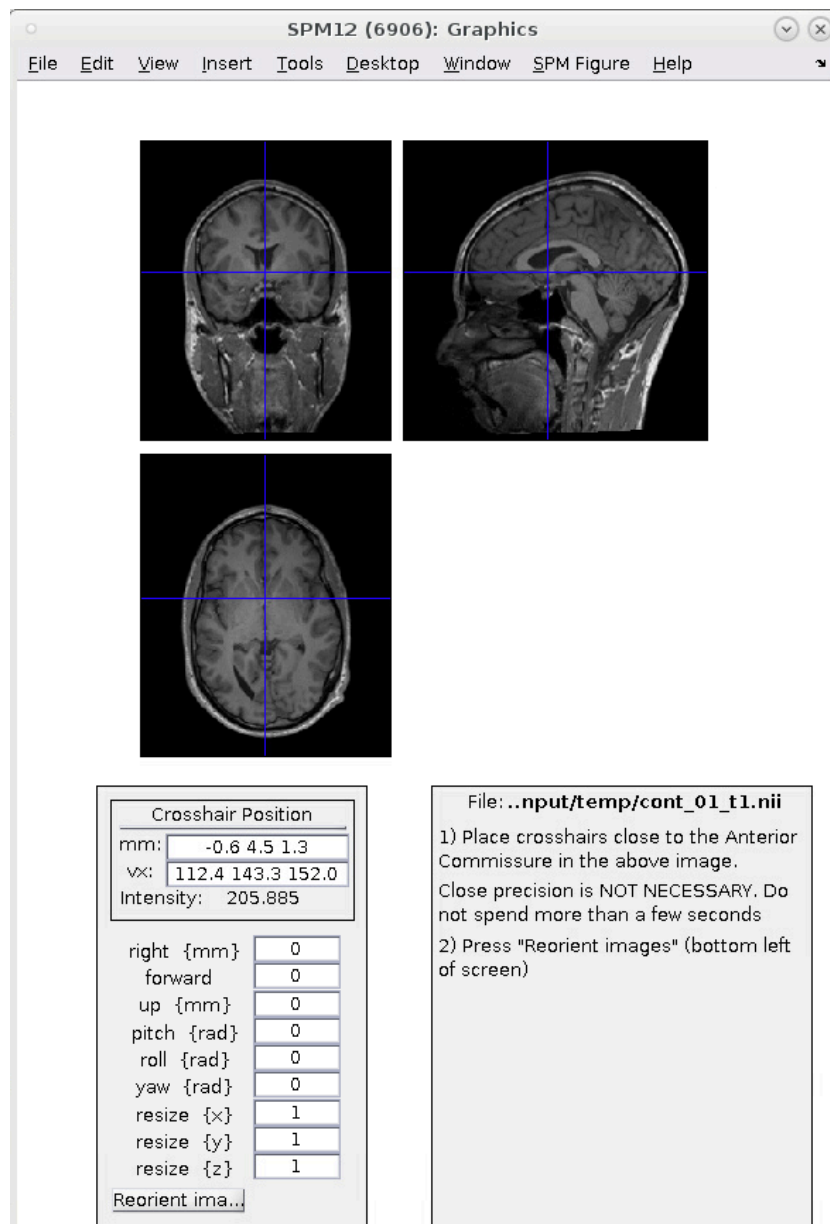 SPM12 (6906): Graphics
File Edit View Insert Tools Desktop Window SPM Figure Help
Crosshair Position
mm: -0.6 4.5 1.3
vx: 112.4 143.3 152.0
Intensity: 205.885
right {mm} 0
forward 0
up {mm} 0
pitch {rad} 0
roll {rad} 0
yaw {rad} 0
resize {x} 1
resize {y} 1
resize {z} 1
Reorient ima...
File: ..nput/temp/cont_01_t1.nii
1) Place crosshairs close to the Anterior
Commissure in the above image.
Close precision is NOT NECESSARY. Do
not spend more than a few seconds
2) Press "Reorient images" (bottom left
of screen)